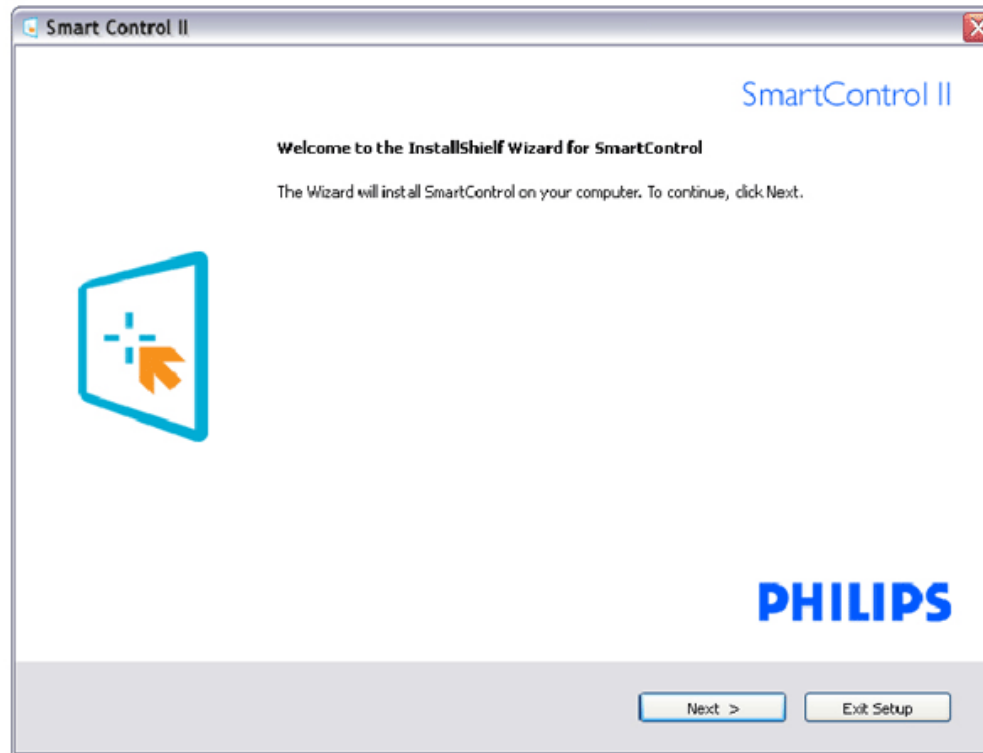 Smart Control II
SmartControl II
Welcome to the InstallShielf Wizard for SmartControl
The Wizard will install SmartControl on your computer. To continue, click Next.
PHILIPS
Next >
Exit Setup